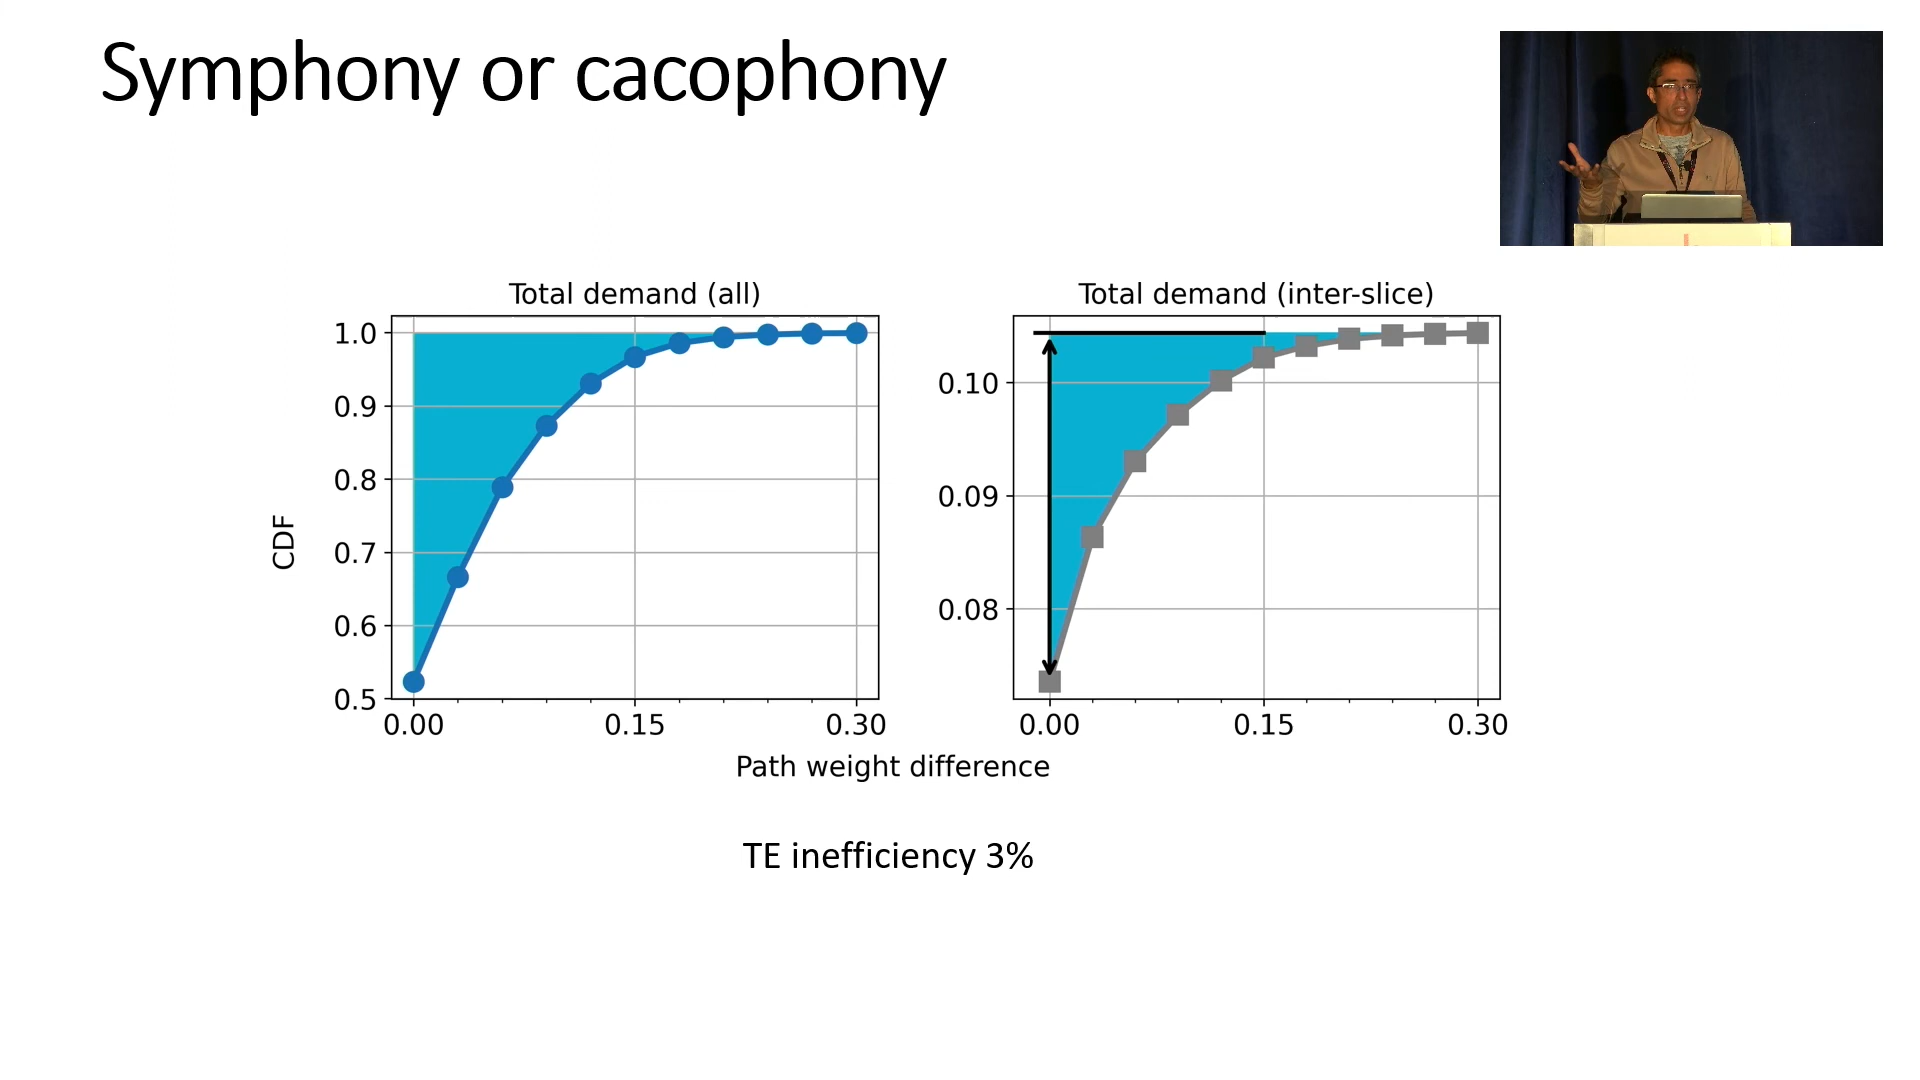 Symphony or cacophony
Total demand (all)
1.0
0.9
0.8
0.7
0.6
0.5
CDF
0.00 0.15 0.30
Total demand (inter-slice)
0.10
0.09
0.08
0.00 0.15 0.30
Path weight difference
TE inefficiency 3%